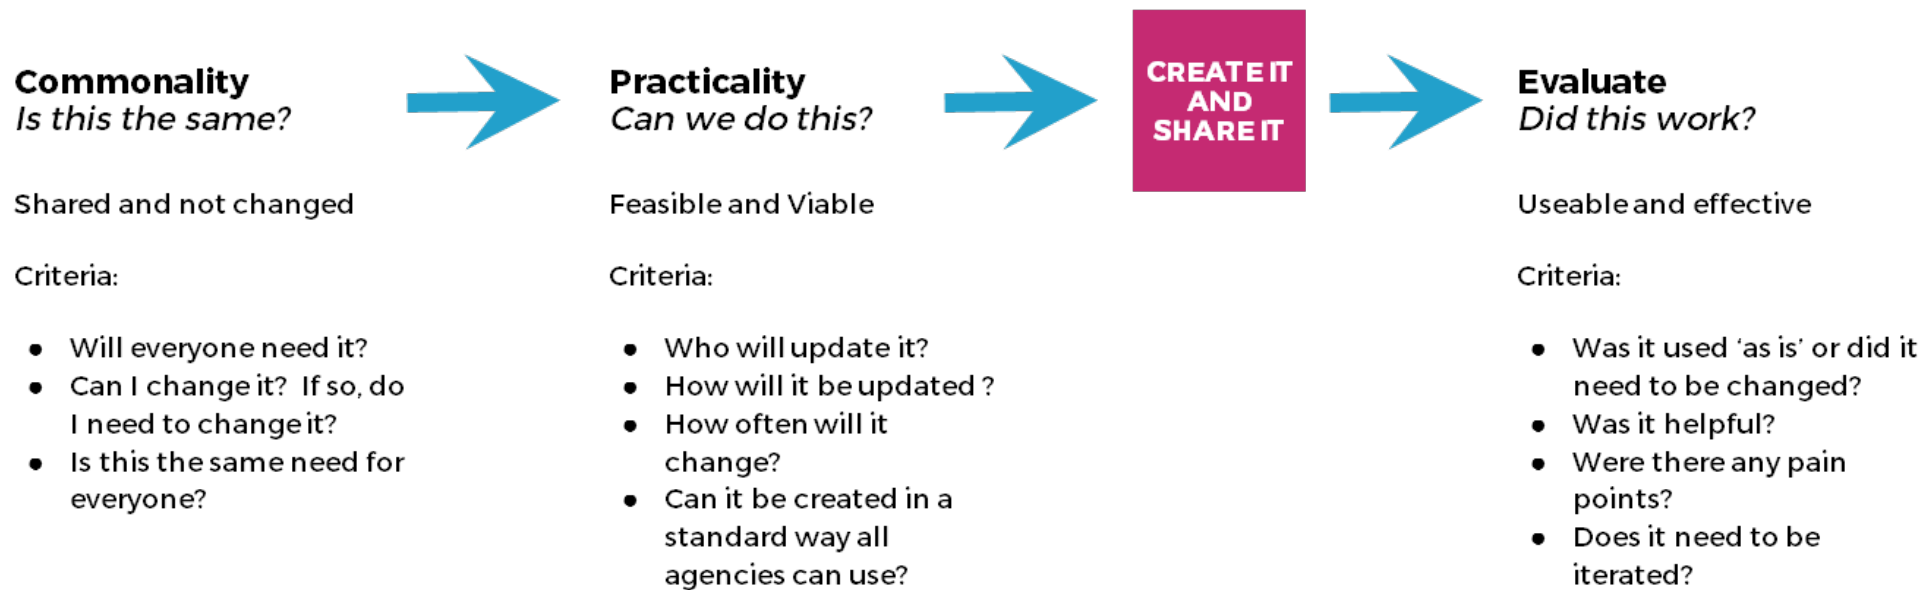 Commonality
Is this the same?
Shared and not changed
Criteria:
● Will everyone need it?
● Can I change it? If so, do
I need to change it?
● Is this the same need for
everyone?
Practicality
Can we do this?
Feasible and Viable
Criteria:
● Who will update it?
● How will it be updated ?
● How often will it
change?
● Can it be created in a
standard way all
agencies can use?
CREATE IT
AND
SHARE IT
Evaluate
Did this work?
Useable and effective
Criteria:
● Was it used ‘as is’ or did it
need to be changed?
● Was it helpful?
● Were there any pain
points?
● Does it need to be
iterated?